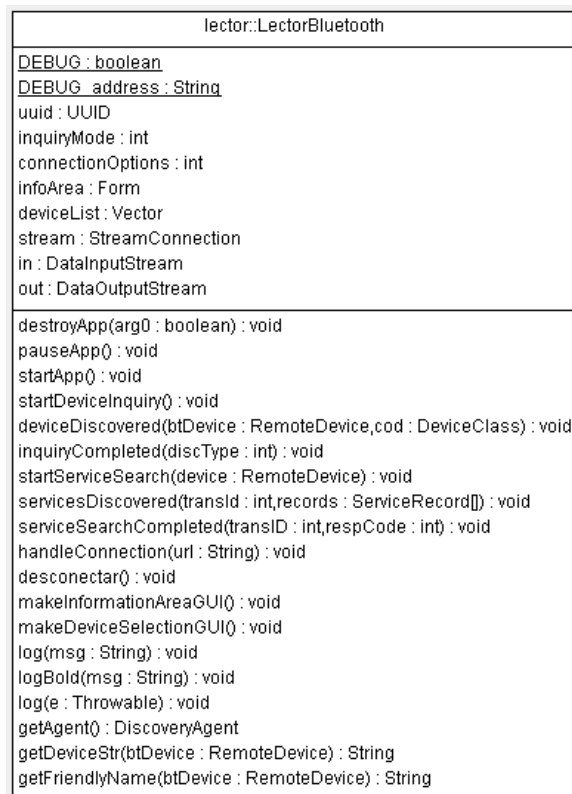 lector::LectorBluetooth
DEBUG : boolean
DEBUG_address : String
uuid : UUID
inquiryMode : int
connectionOptions : int
infoArea : Form
deviceList : Vector
stream : StreamConnection
in : DataInputStream
out : DataOutputStream
destroyApp(arg0 : boolean) : void
pauseApp() : void
startApp() : void
startDeviceInquiry() : void
deviceDiscovered(btDevice : RemoteDevice,cod : DeviceClass) : void
inquiryCompleted(discType : int) : void
startServiceSearch(device : RemoteDevice) : void
servicesDiscovered(transId : int,records : ServiceRecord[]) : void
serviceSearchCompleted(transID : int,respCode : int) : void
handleConnection(url : String) : void
desconectar() : void
makeInformationAreaGUI() : void
makeDeviceSelectionGUI() : void
log(msg : String) : void
logBold(msg : String) : void
log(e : Throwable) : void
getAgent() : DiscoveryAgent
getDeviceStr(btDevice : RemoteDevice) : String
getFriendlyName(btDevice : RemoteDevice) : String